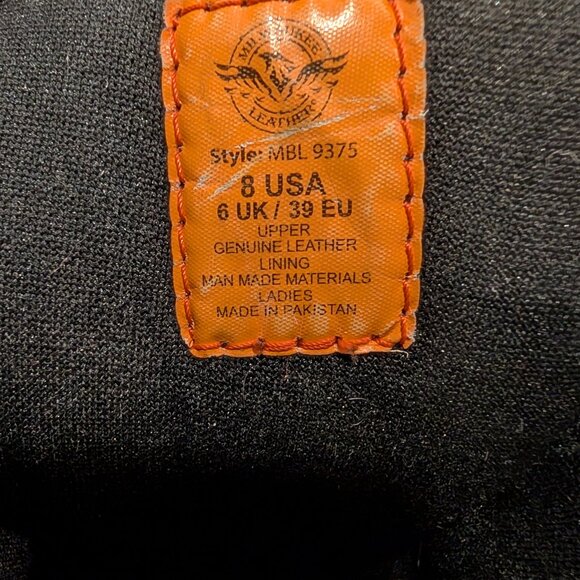 MILWAUKEE
LEATHERS
Style: MBL 9375
8 USA
6 UK / 39 EU
UPPER
GENUINE LEATHER
LINING
MAN MADE MATERIALS
LADIES
MADE IN PAKISTAN